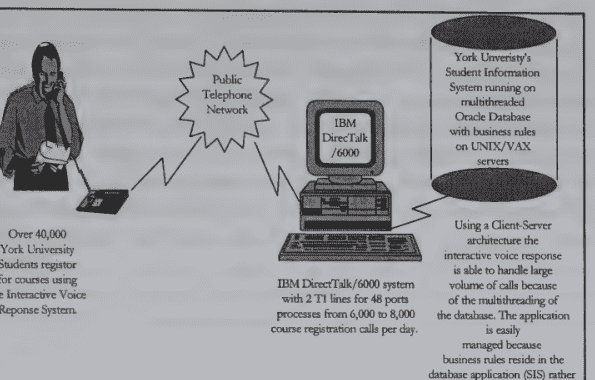 Public
Telephone
Network
IBM
DirecTalk
/6000
York Unveristy's
Student Information
System running on
multithreaded
Oracle Database
with business rules
on UNIX/VAX
servers
Over 40,000
York University
Students registor
for courses using
Interactive Voice
Reponse System.
IBM DirectTalk/6000 system
with 2 T1 lines for 48 ports
processes from 6,000 to 8,000
course registration calls per day.
Using a Client-Server
architecture the
interactive voice response
is able to handle large
volume of calls because
of the multithreading of
the database. The application
is easily
managed because
business rules reside in the
database application (SIS) rather